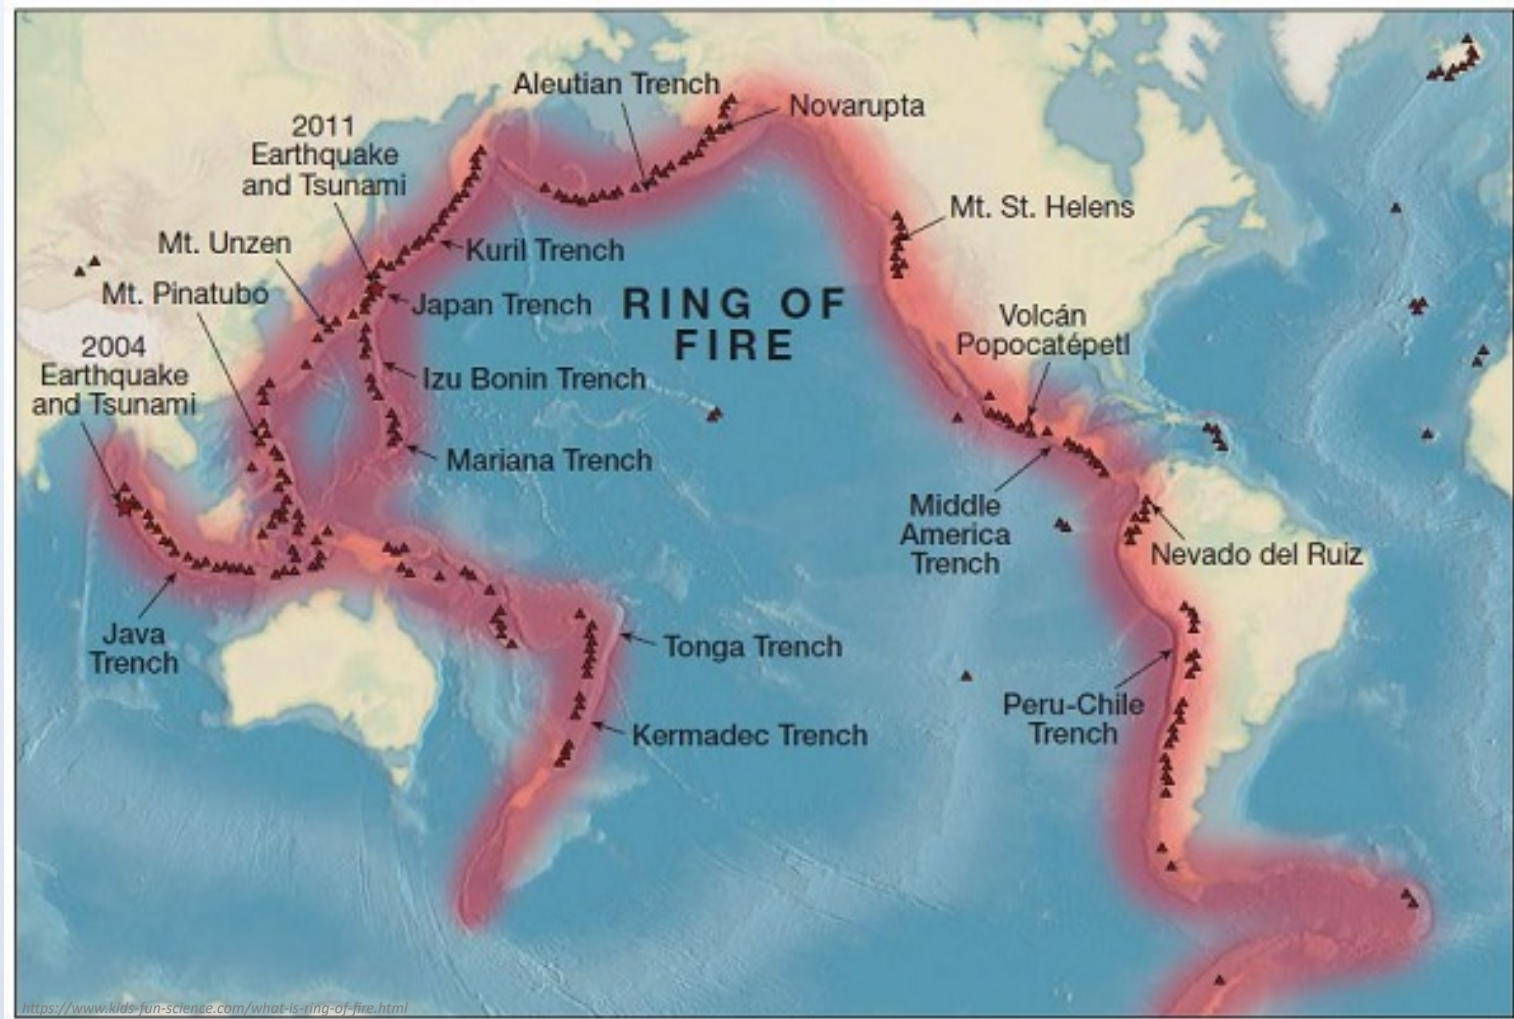 Aleutian Trench
Novarupta
2011
Earthquake
and Tsunami
Mt. St. Helens
Mt. Unzen
Kuril Trench
Mt. Pinatubo
Japan Trench
RING OF
FIRE
Volcán
Popocatépetl
2004
Earthquake
and Tsunami
Izu Bonin Trench
Mariana Trench
Middle
America
Trench
Nevado del Ruiz
Java
Trench
Tonga Trench
Peru-Chile
Trench
Kermadec Trench
https://www.kids-fun-science.com/what-is-ring-of-fire.html